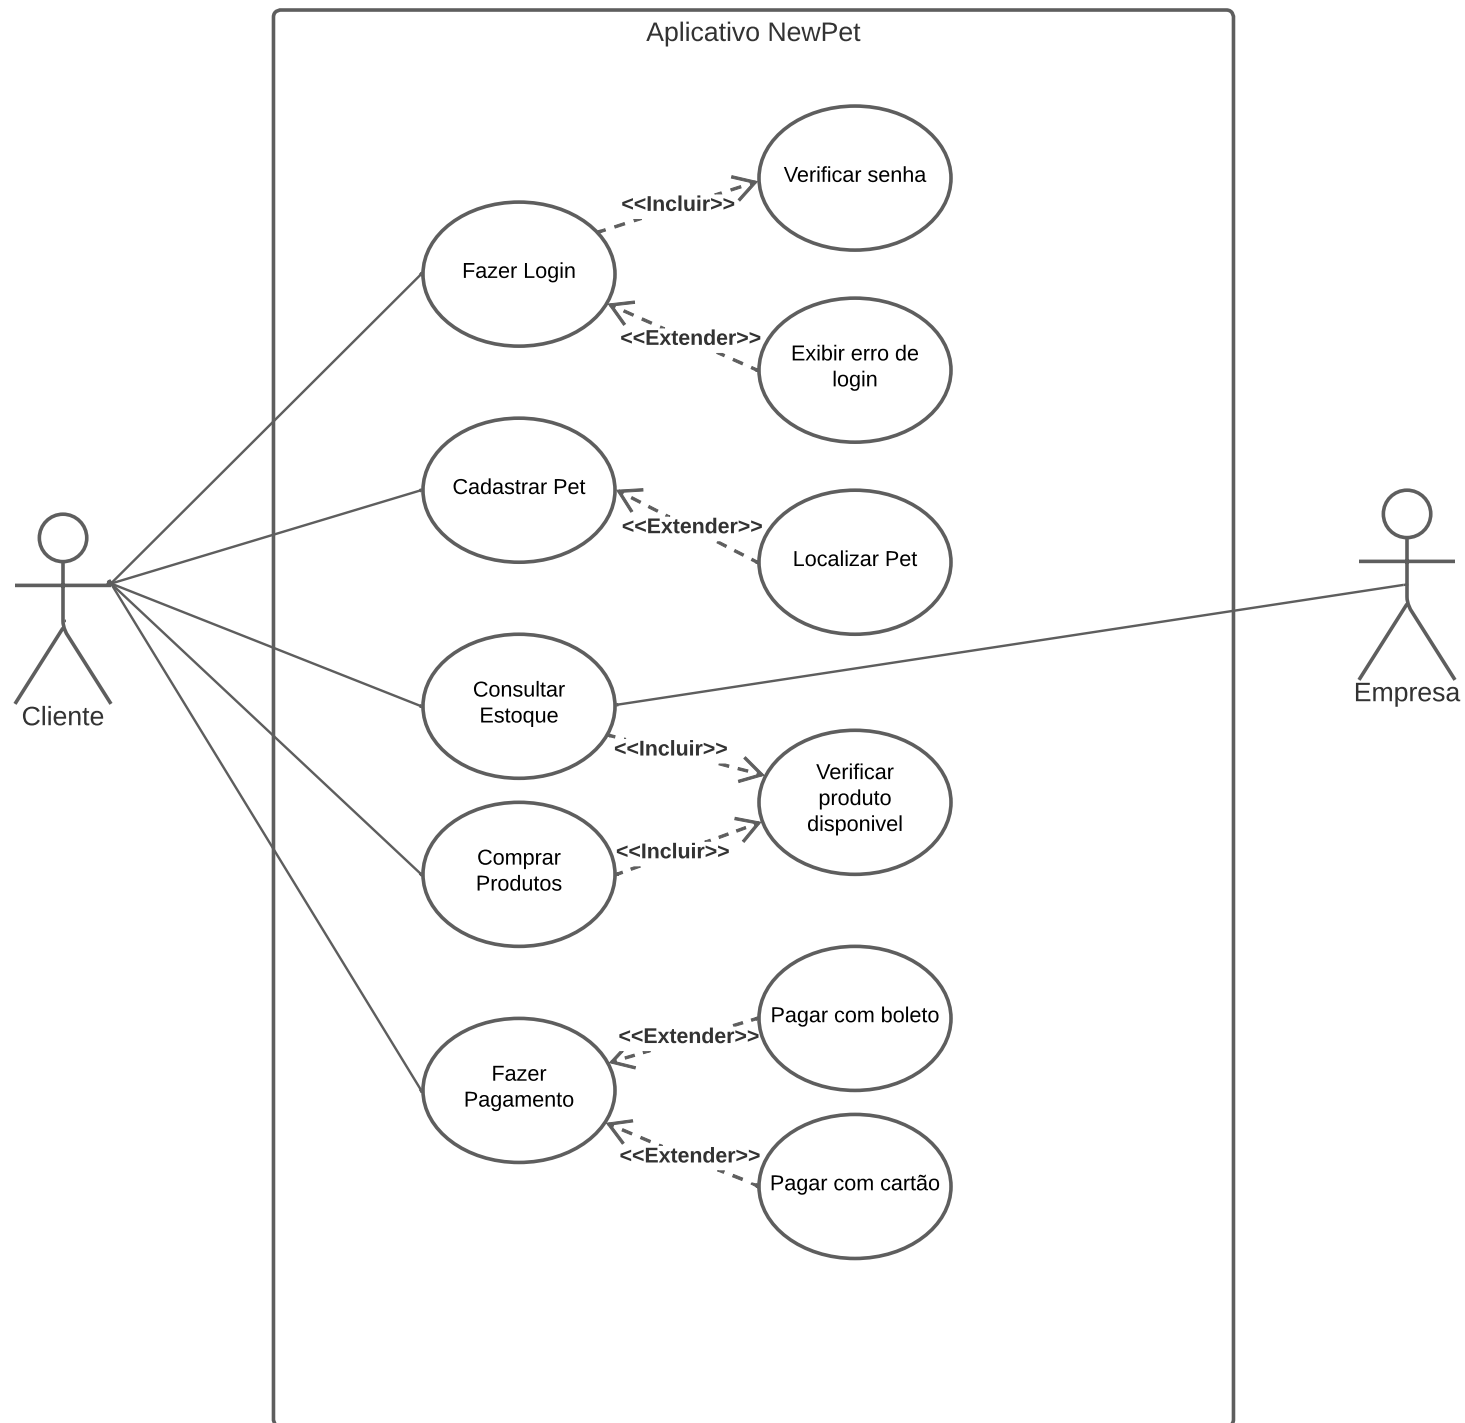 Aplicativo NewPet
Verificar senha
<<Incluir>>
Fazer Login
<<Extender>>
Exibir erro de
login
Cadastrar Pet
<<Extender>>
Localizar Pet
Cliente
Empresa
Consultar
Estoque
<<Incluir>>
Verificar
produto
disponivel
<<Incluir>>
Comprar
Produtos
Pagar com boleto
<<Extender>>
Fazer
Pagamento
<<Extender>>
Pagar com cartão